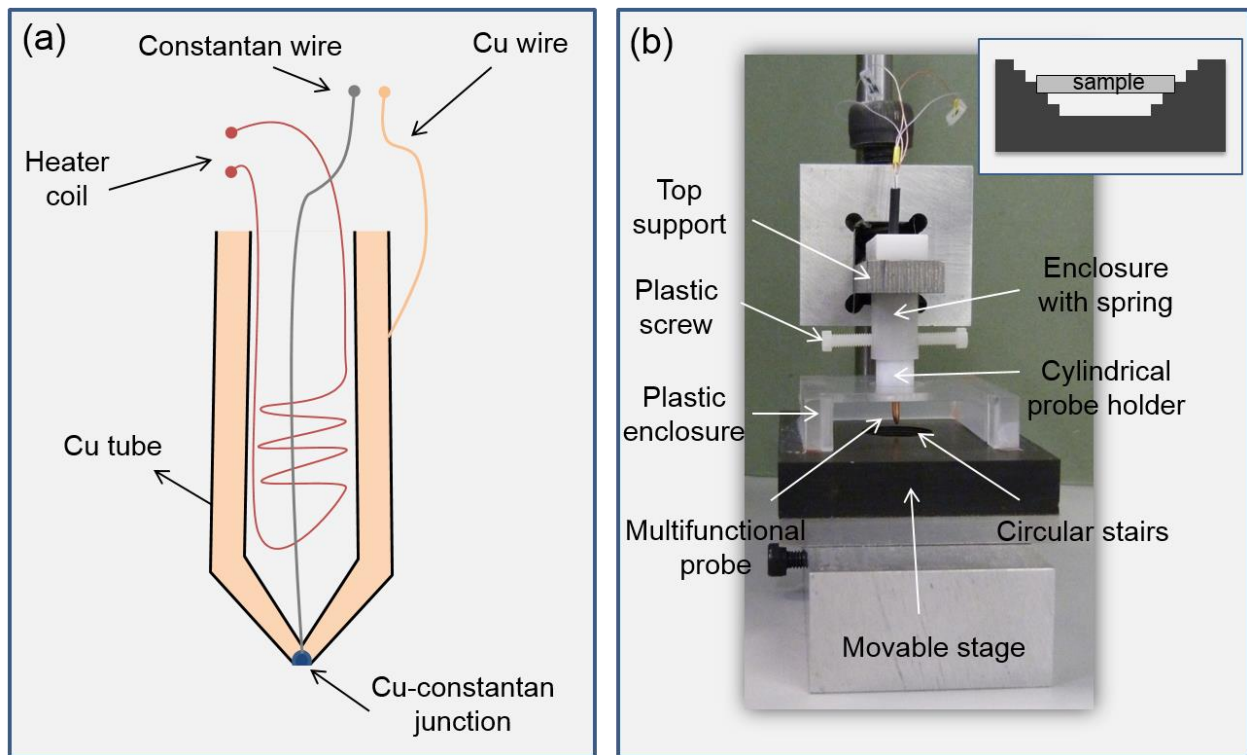 (a)
Constantan wire
Cu wire
Heater
coil
Cu tube
Cu-constantan
junction
(b)
sample
Top
support
Enclosure
with spring
Plastic
screw
Cylindrical
probe holder
Plastic
enclosure
Multifunctional
probe
Circular stairs
Movable stage